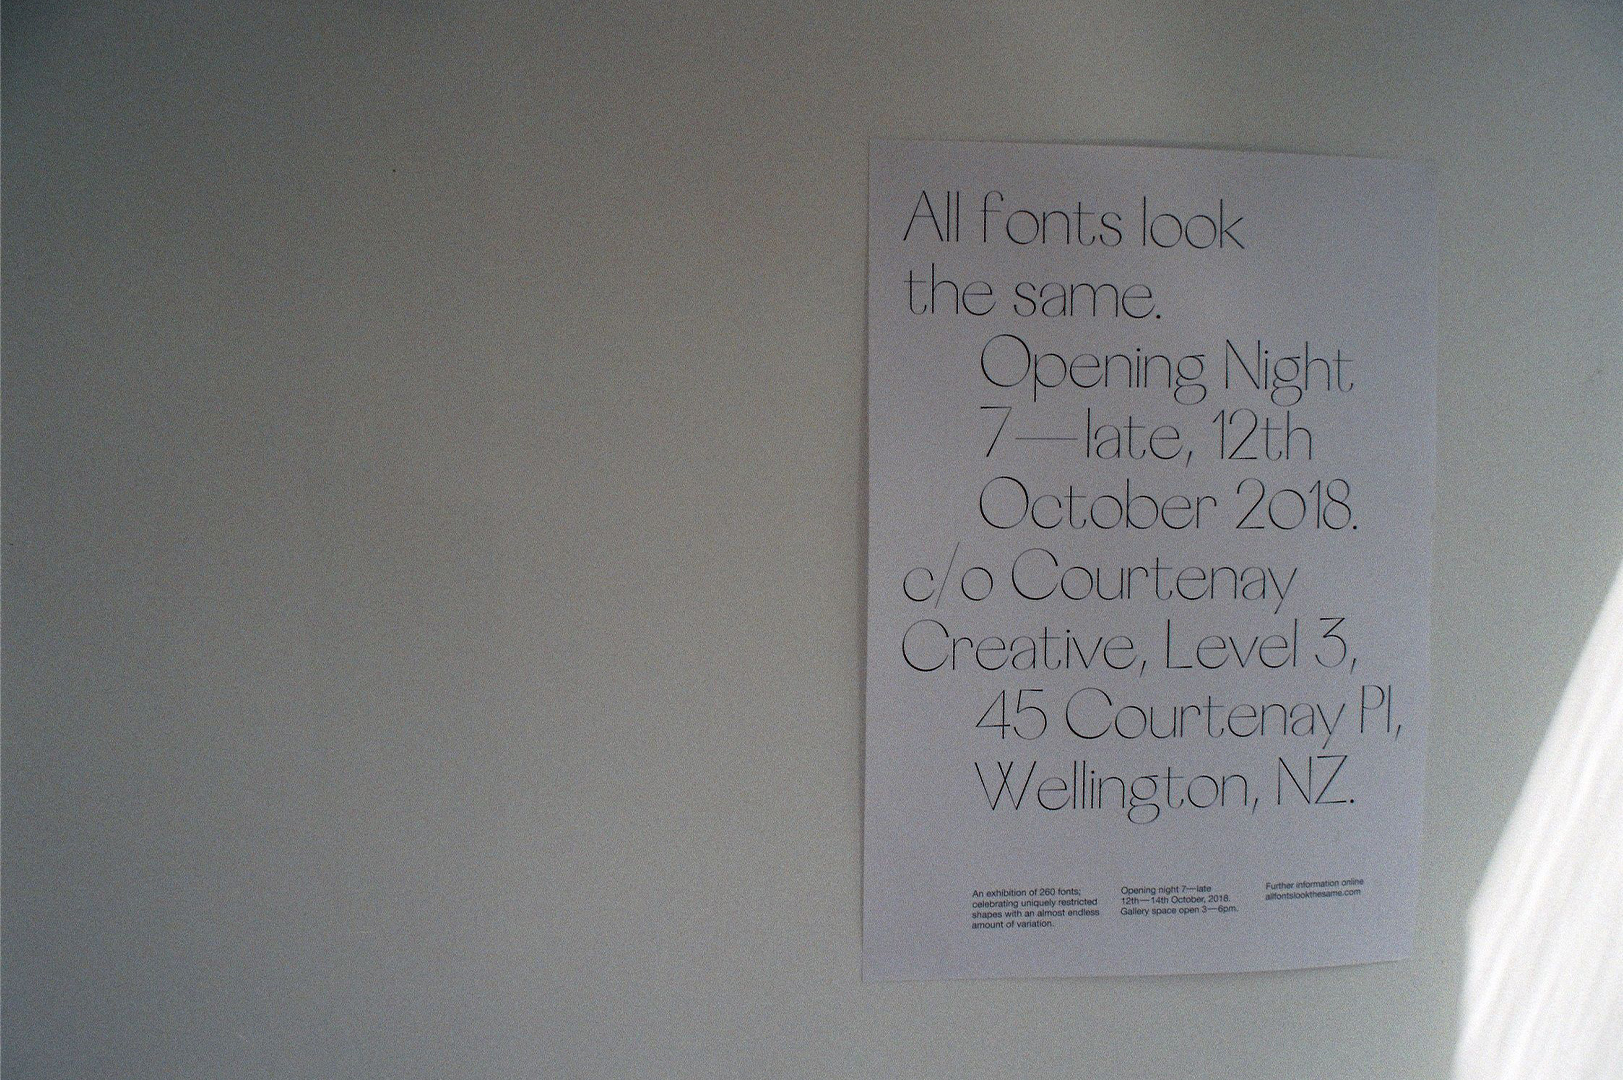 All fonts look
the same.
Opening Night
7—late, 12th
October 2018.
c/o Courtenay
Creative, Level 3,
45 Courtenay Pl,
Wellington, NZ.
An exhibition of 260 fonts;
celebrating uniquely restricted
shapes with an almost endless
amount of variation.
Opening night 7—late
12th—14th October, 2018.
Gallery space open 3—6pm.
Further information online
allfontslookthesame.com